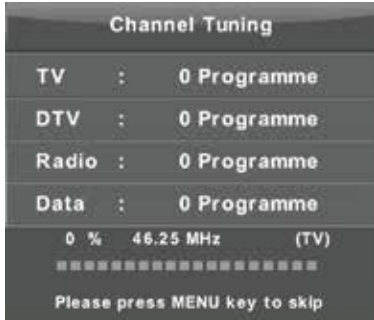 Channel Tuning
TV : 0 Programme
DTV : 0 Programme
Radio : 0 Programme
Data : 0 Programme
0 % 46.25 MHz (TV)
Please press MENU key to skip